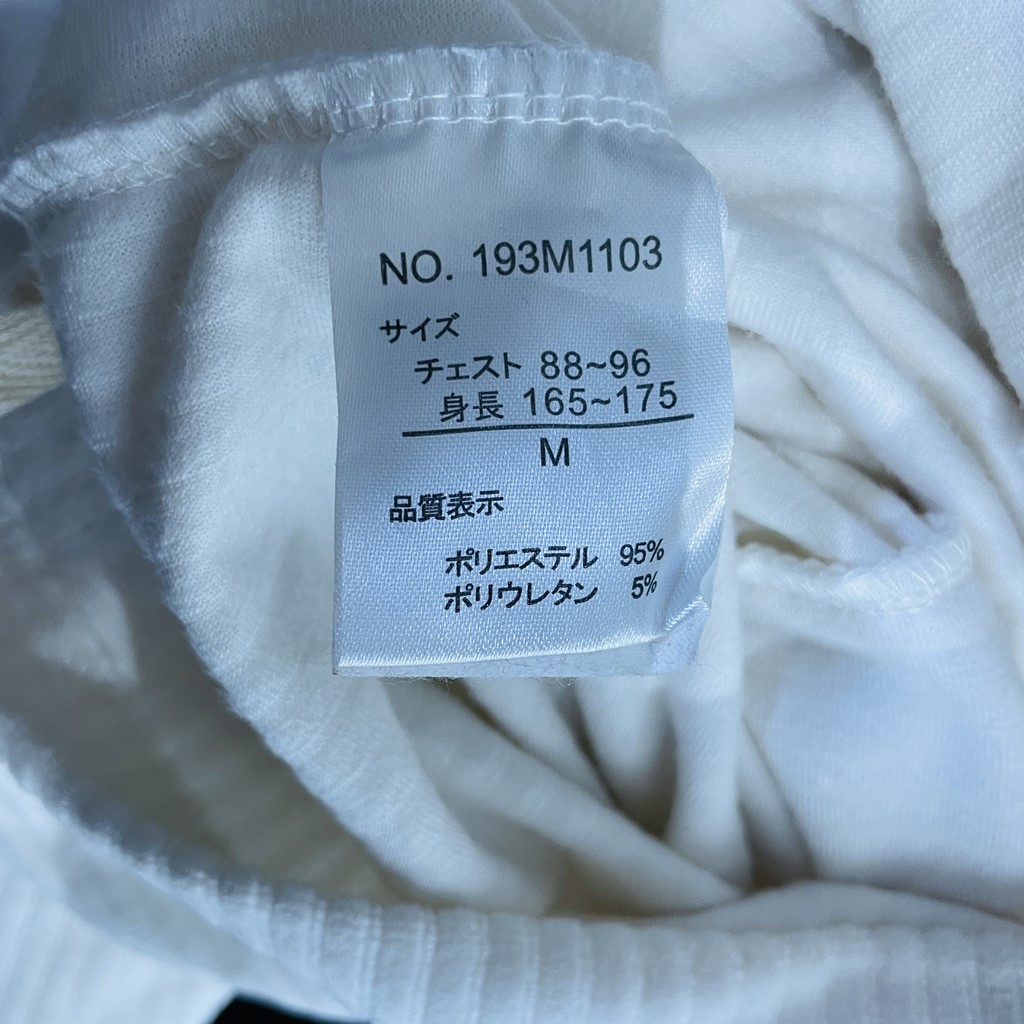 NO. 193M1103
サイズ
チェスト 88~96
身長 165~175
M
品質表示
ポリエステル 95%
ポリウレタン 5%